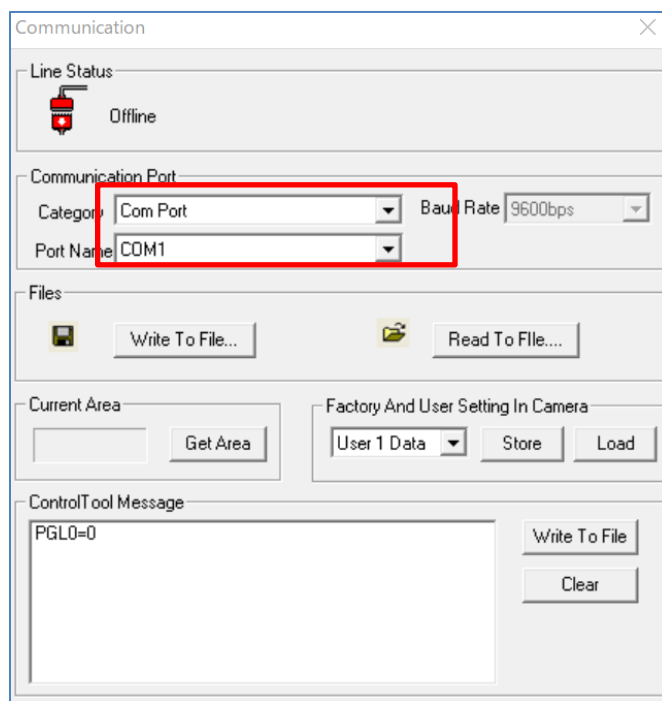 Communication
Line Status
Offline
Communication Port
Category Com Port Baud Rate 9600bps
Port Name COM1
Files
Write To File... Read To FIle....
Current Area
Get Area
Factory And User Setting In Camera
User 1 Data Store Load
ControlTool Message
PGL0=0
Write To File
Clear